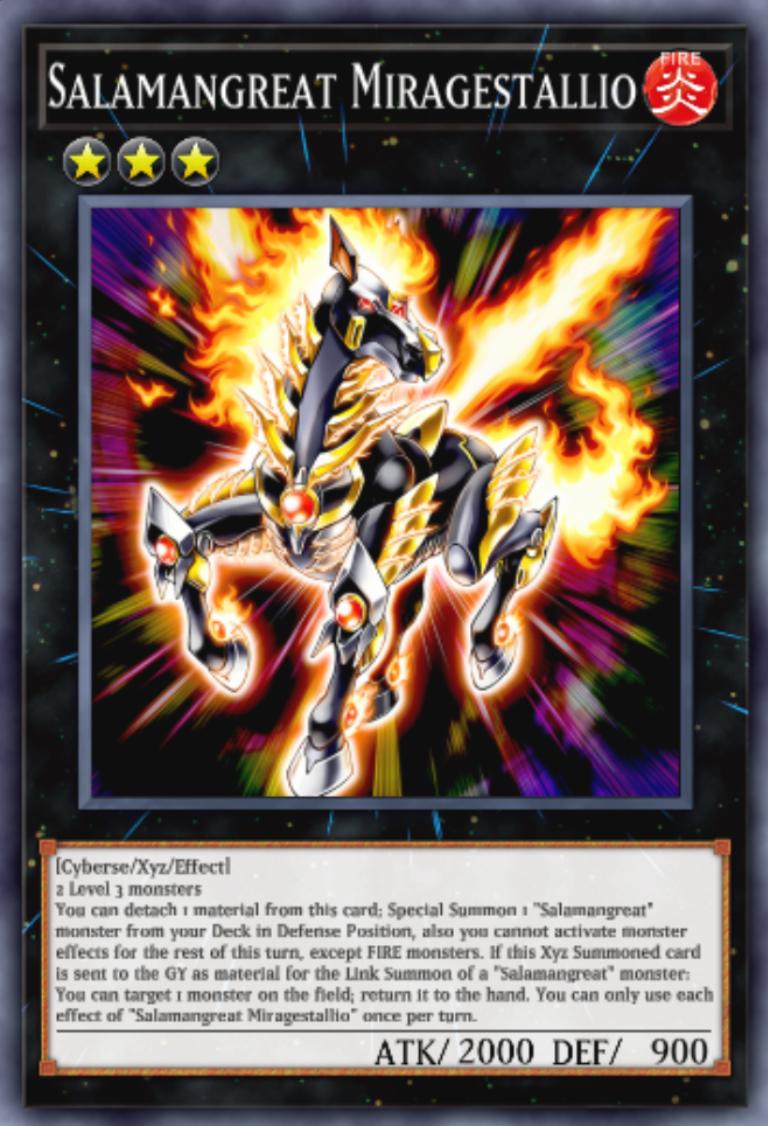 Salamangreat Miragestallio
FIRE
炎
[Cyberse/Xyz/Effect]
2 Level 3 monsters
You can detach 1 material from this card; Special Summon 1 "Salamangreat"
monster from your Deck in Defense Position, also you cannot activate monster
effects for the rest of this turn, except FIRE monsters. If this Xyz Summoned card
is sent to the GY as material for the Link Summon of a "Salamangreat" monster:
You can target 1 monster on the field; return it to the hand. You can only use each
effect of "Salamangreat Miragestallio" once per turn.
ATK/ 2000 DEF/ 900